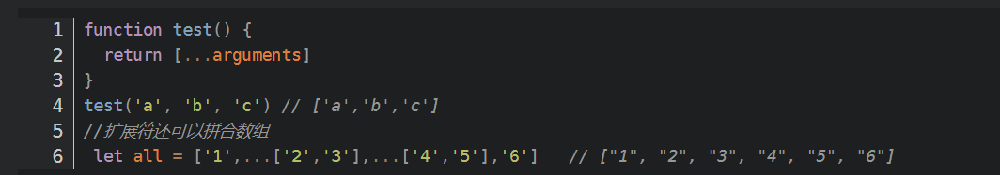 1 function test() {
2 return [...arguments]
3 }
4 test('a', 'b', 'c') // ['a','b','c']
5 //扩展符还可以拼合数组
6 let all = ['1',...['2','3'],...['4','5'],'6'] // ["1", "2", "3", "4", "5", "6"]